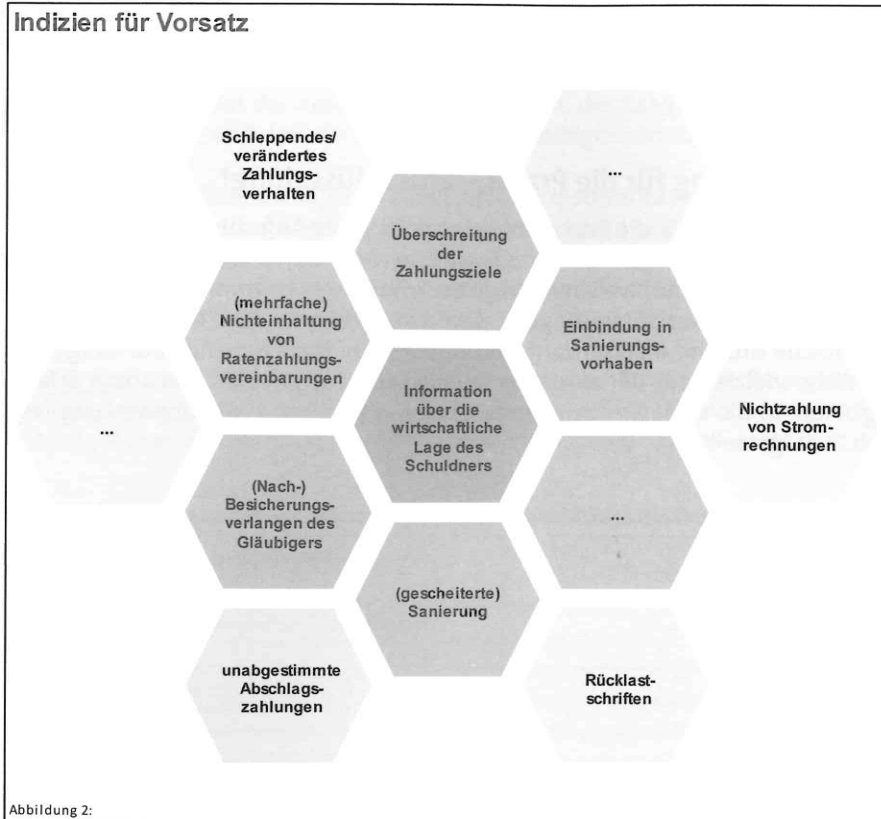 Indizien für Vorsatz
Schleppendes/
verändertes
Zahlungs-
verhalten
...
Überschreitung
der
Zahlungsziele
(mehrfache)
Nichteinhaltung
von
Ratenzahlungs-
vereinbarungen
Einbindung in
Sanierungs-
vorhaben
Information
über die
wirtschaftliche
Lage des
Schuldners
...
Nichtzahlung
von Strom-
rechnungen
(Nach-)
Besicherungs-
verlangen des
Gläubigers
...
(gescheiterte)
Sanierung
unabgestimmte
Abschlags-
zahlungen
Rücklast-
schriften
Abbildung 2: